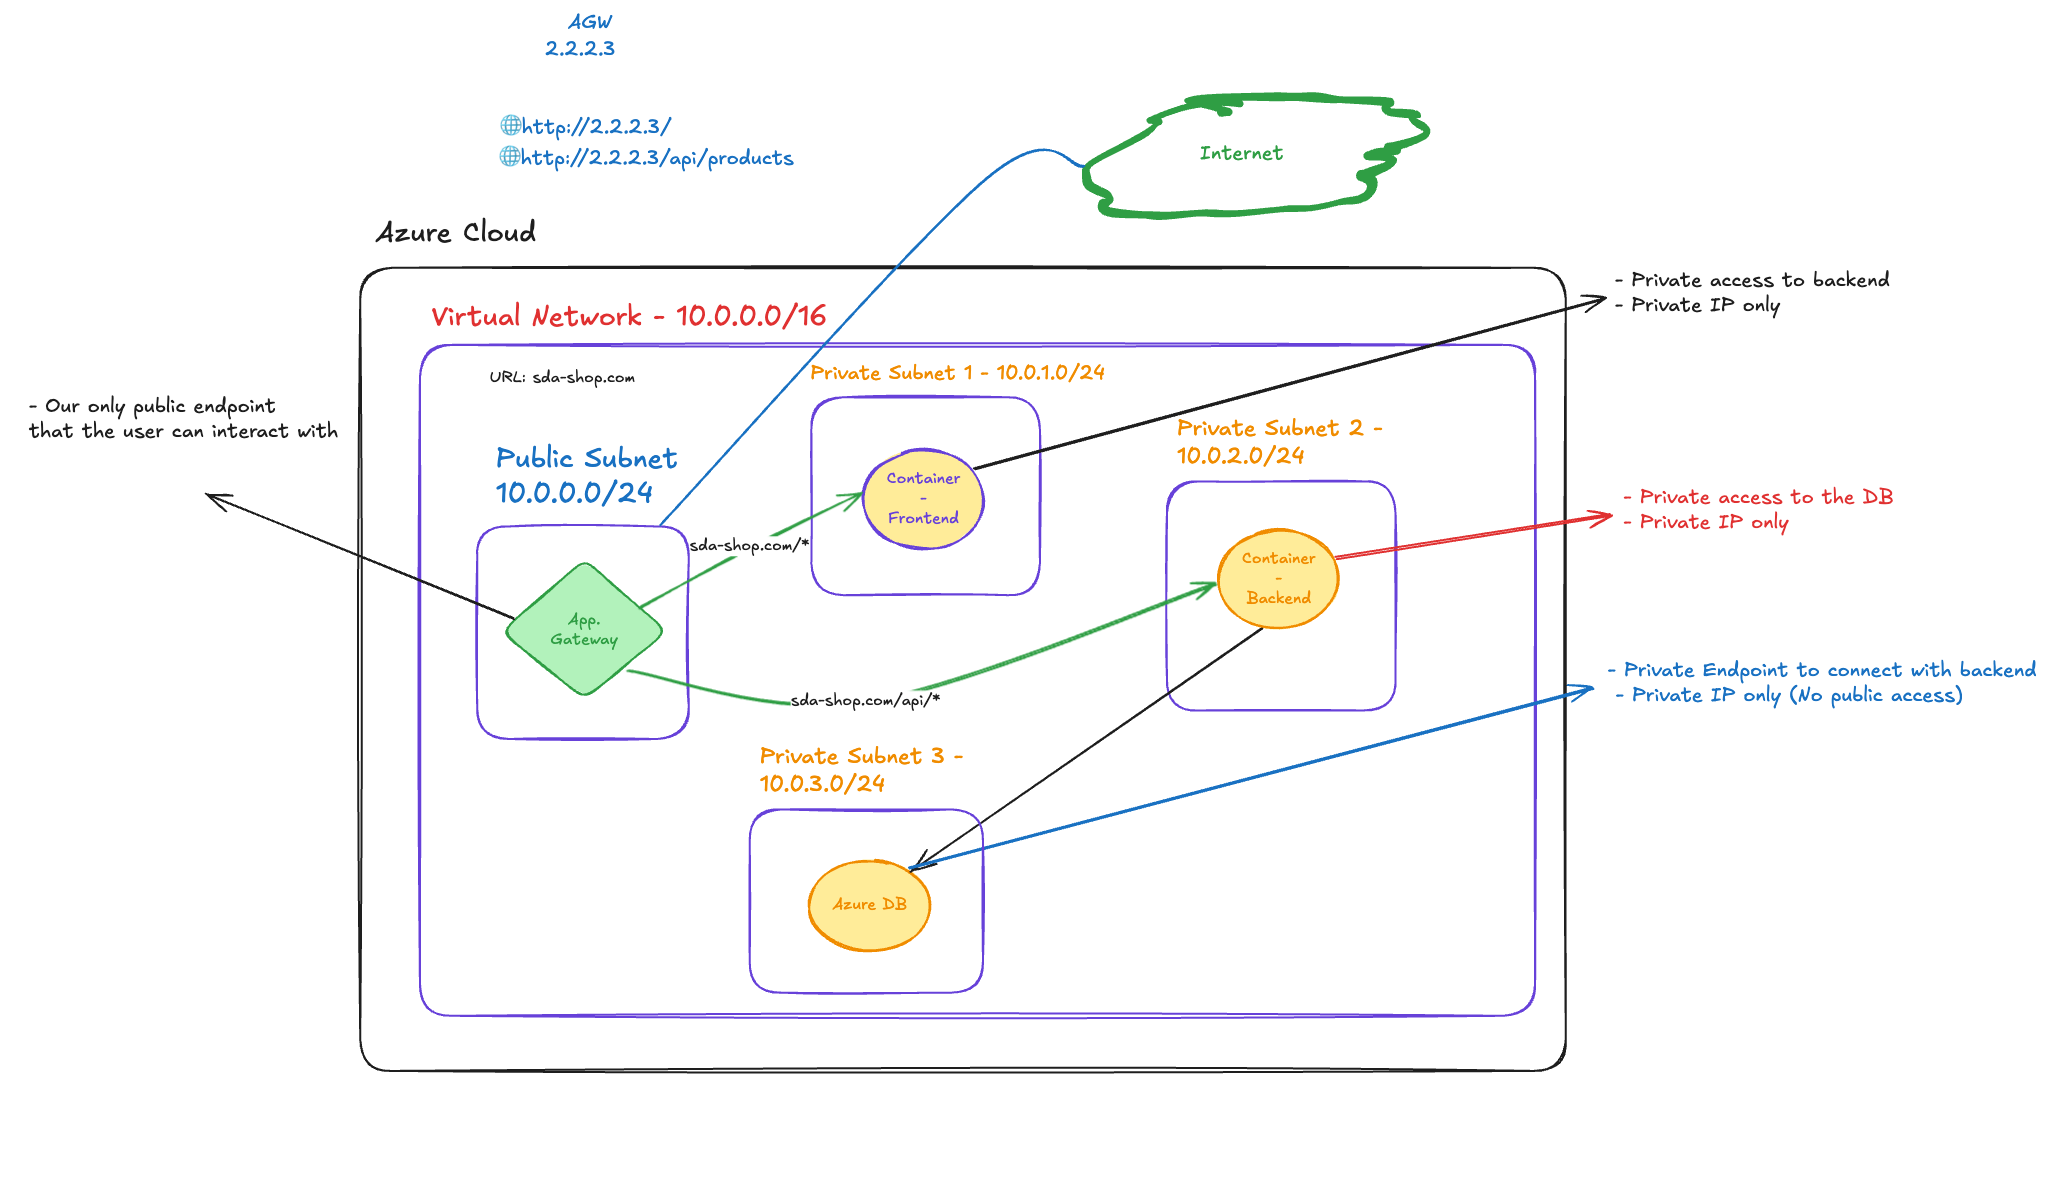 AGW
2.2.2.3
http://2.2.2.3/
http://2.2.2.3/api/products
Internet
Azure Cloud
- Private access to backend
- Private IP only
Virtual Network - 10.0.0.0/16
URL: sda-shop.com
Private Subnet 1 - 10.0.1.0/24
- Our only public endpoint
that the user can interact with
Private Subnet 2 -
10.0.2.0/24
Public Subnet
10.0.0.0/24
Container
-
Frontend
- Private access to the DB
- Private IP only
sda-shop.com/*
Container
-
Backend
App.
Gateway
- Private Endpoint to connect with backend
- Private IP only (No public access)
sda-shop.com/api/*
Private Subnet 3 -
10.0.3.0/24
Azure DB